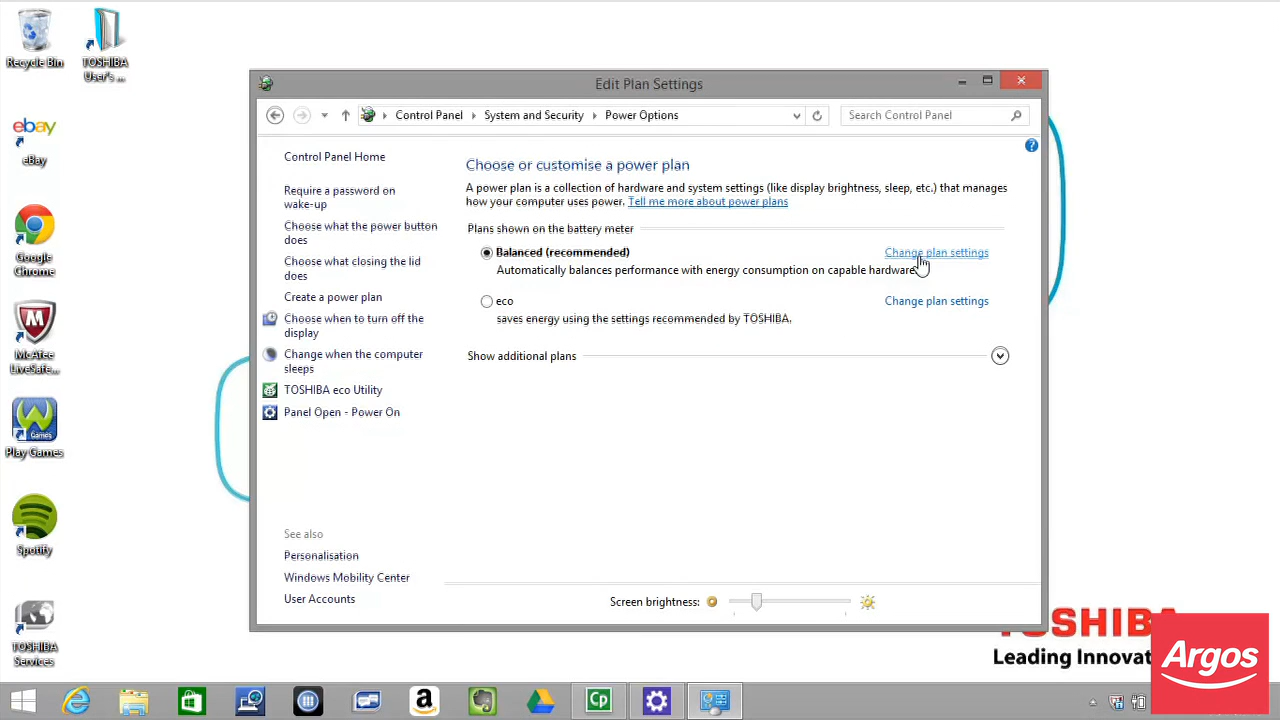 Recycle Bin
TOSHIBA
User's ...
eBay
Google
Chrome
McAfee
LiveSafe...
Play Games
Spotify
TOSHIBA
Services
Edit Plan Settings
Control Panel
System and Security
Power Options
Search Control Panel
Control Panel Home
Require a password on
wake-up
Choose what the power button
does
Choose what closing the lid
does
Create a power plan
Choose when to turn off the
display
Change when the computer
sleeps
TOSHIBA eco Utility
Panel Open - Power On
See also
Personalisation
Windows Mobility Center
User Accounts
Choose or customise a power plan
A power plan is a collection of hardware and system settings (like display brightness, sleep, etc.) that manages
how your computer uses power. Tell me more about power plans
Plans shown on the battery meter
Balanced (recommended)
Change plan settings
Automatically balances performance with energy consumption on capable hardware
eco
Change plan settings
saves energy using the settings recommended by TOSHIBA.
Show additional plans
Screen brightness:
TOSHIBA
Leading Innovat
Argos